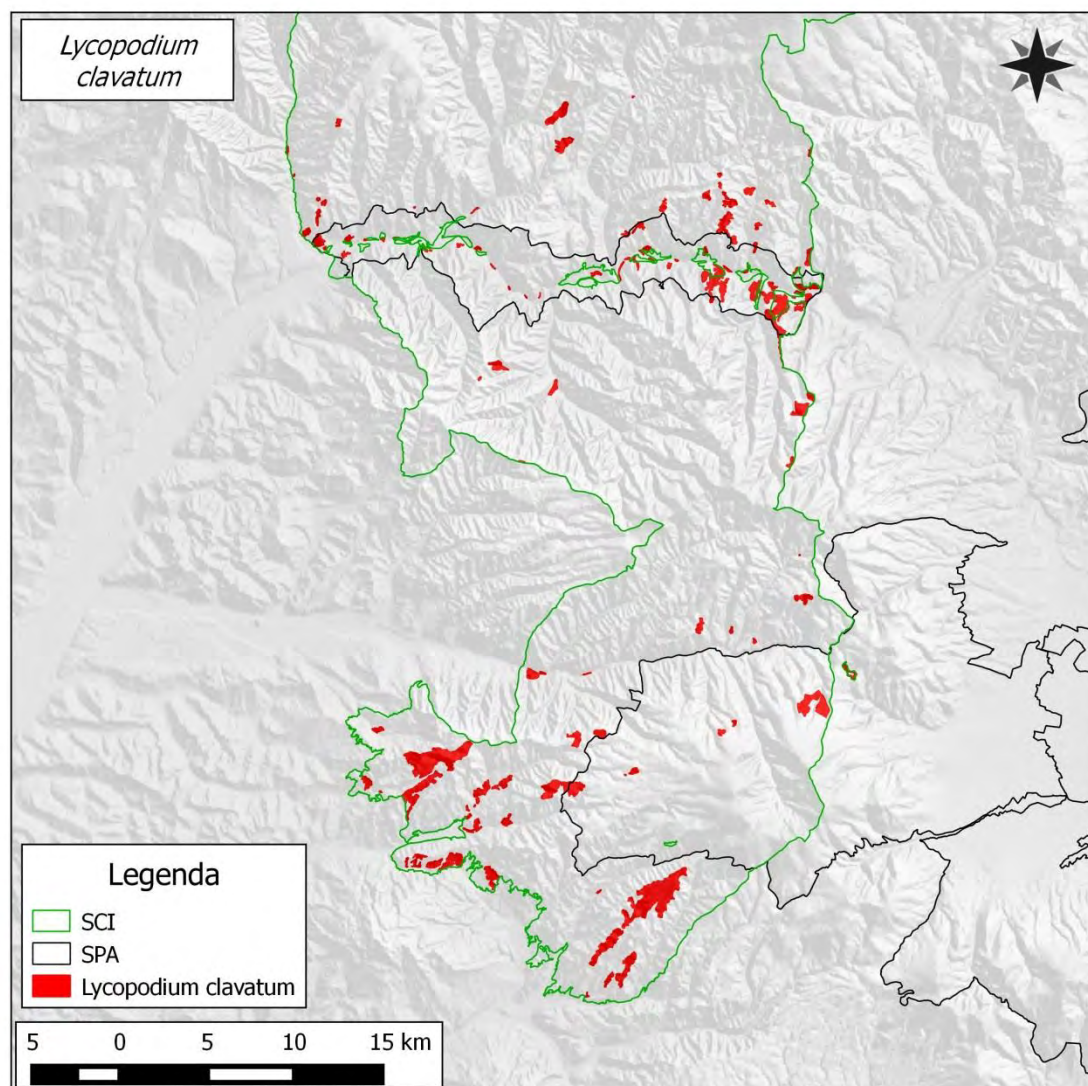 Lycopodium
clavatum
Legenda
SCI
SPA
Lycopodium clavatum
5 0 5 10 15 km